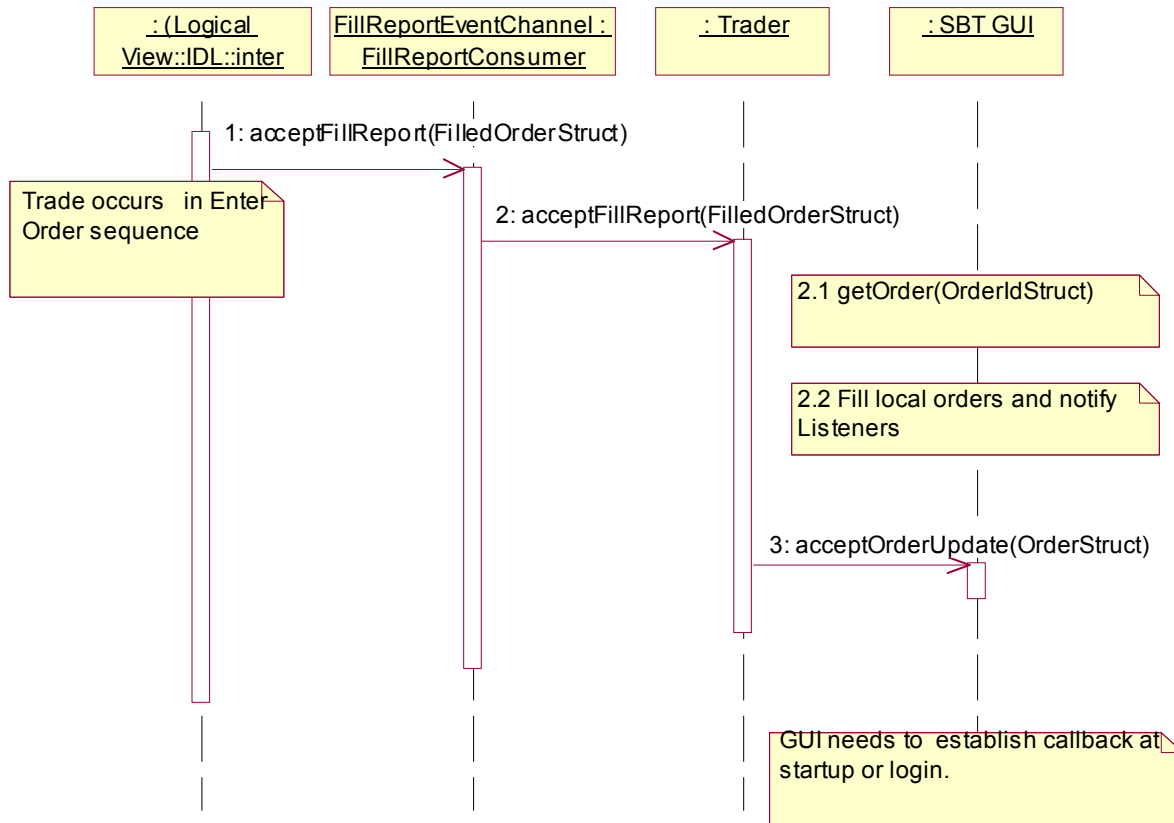 : (Logical
View::IDL::inter
FillReportEventChannel :
FillReportConsumer
: Trader
: SBT GUI
1: acceptFillReport(FilledOrderStruct)
Trade occurs in Enter
Order sequence
2: acceptFillReport(FilledOrderStruct)
2.1 getOrder(OrderIdStruct)
2.2 Fill local orders and notify
Listeners
3: acceptOrderUpdate(OrderStruct)
GUI needs to establish callback at
startup or login.